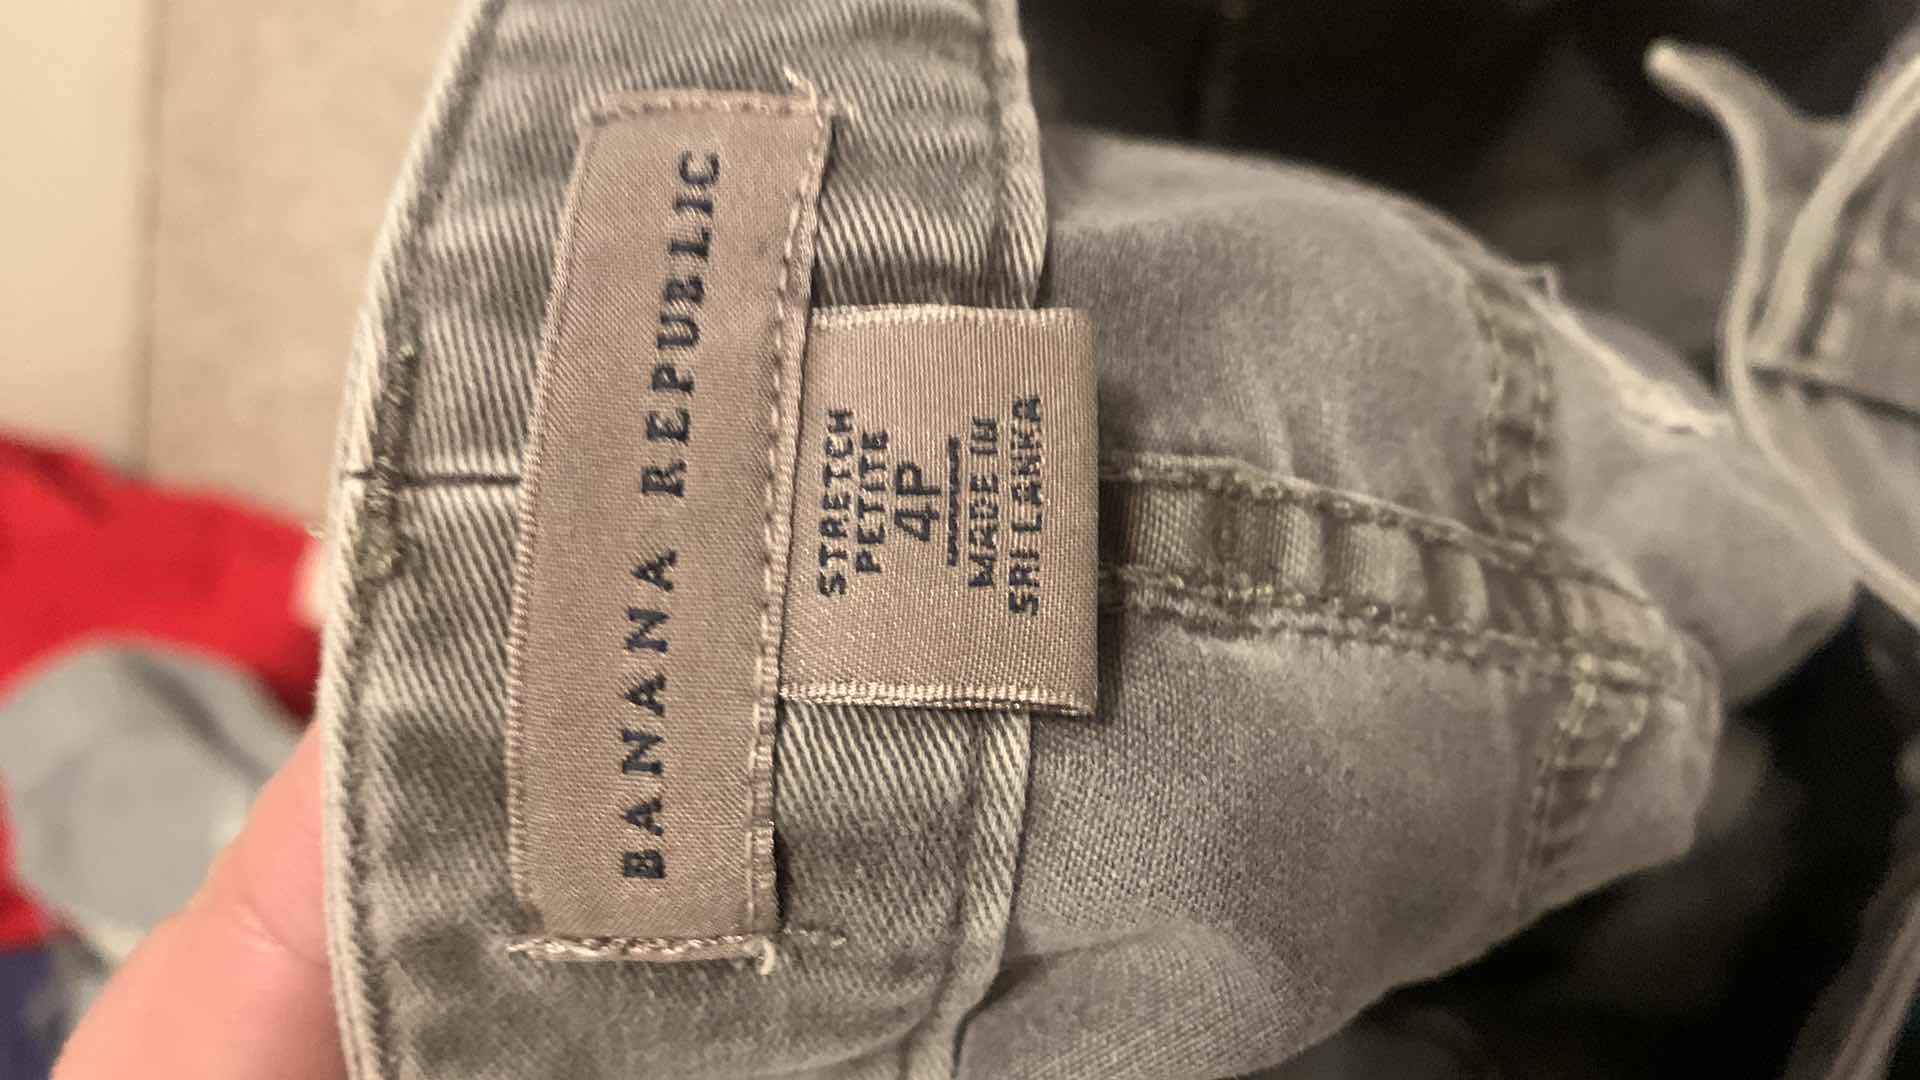 BANANA REPUBLIC
STRETCH
PETITE
4P
MADE IN
SRI LANKA